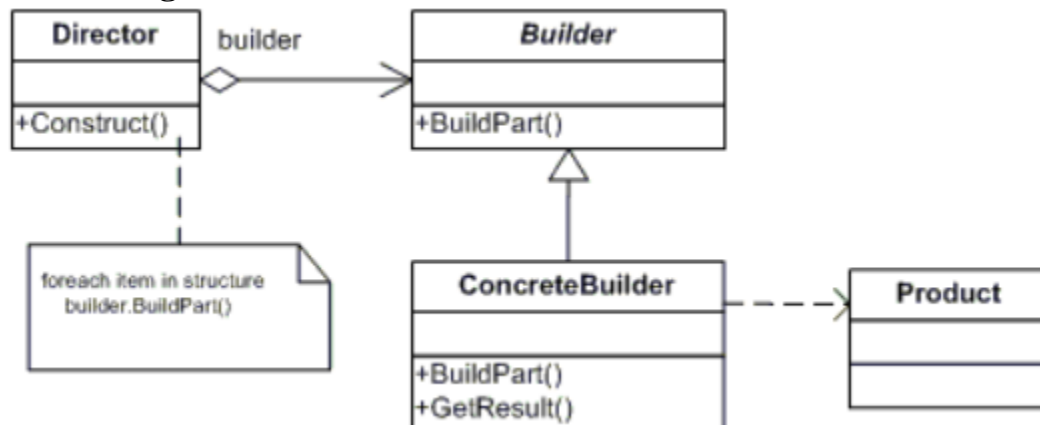 Director
builder
Builder
+Construct()
+BuildPart()
foreach item in structure
builder.BuildPart()
ConcreteBuilder
Product
+BuildPart()
+GetResult()